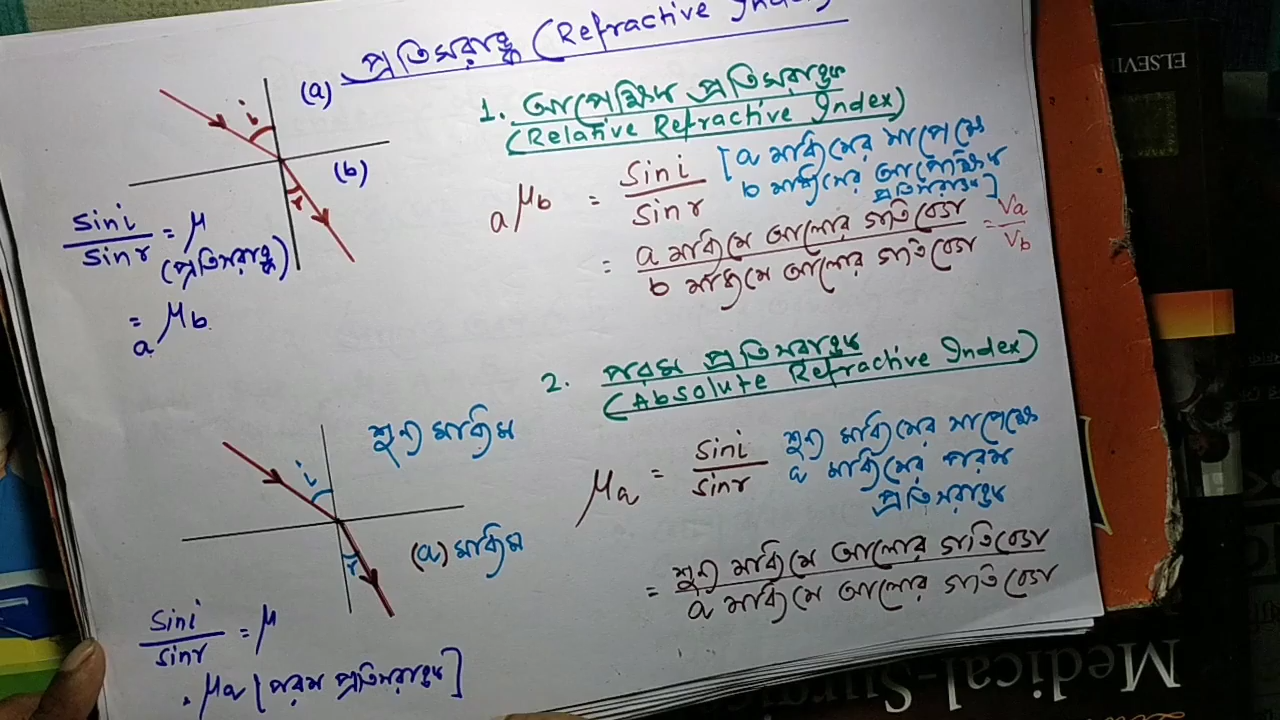 প্রতিসরাঙ্ক (Refractive Index)
(a)
i
(b)
r
sin i / sin r = μ
(প্রতিসরাঙ্ক)
= aμb
1. আপেক্ষিক প্রতিসরাঙ্ক
(Relative Refractive Index)
aμb = sin i / sin r [a মাধ্যমের সাপেক্ষে
b মাধ্যমের আপেক্ষিক
প্রতিসরাঙ্ক]
= a মাধ্যমে আলোর গতিবেগ / b মাধ্যমে আলোর গতিবেগ = Va / Vb
2. পরম প্রতিসরাঙ্ক
(Absolute Refractive Index)
শূন্য মাধ্যম
i
(a) মাধ্যম
r
μa = sin i / sin r শূন্য মাধ্যমের সাপেক্ষে
a মাধ্যমের পরম
প্রতিসরাঙ্ক
= শূন্য মাধ্যমে আলোর গতিবেগ / a মাধ্যমে আলোর গতিবেগ
sin i / sin r = μ
μa [পরম প্রতিসরাঙ্ক]
ELSEVI
Medical-Surg